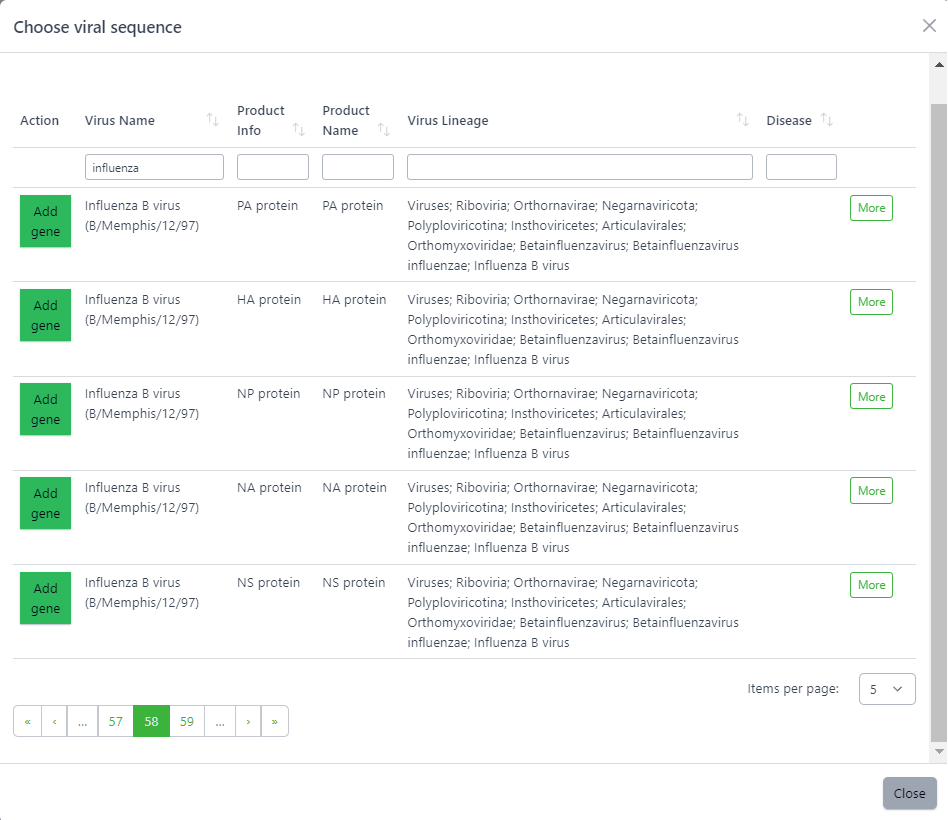 Choose viral sequence
Action Virus Name Product Info Product Name Virus Lineage Disease
influenza
Add gene Influenza B virus (B/Memphis/12/97) PA protein PA protein Viruses; Riboviria; Orthornavirae; Negarnaviricota; Polyploviricotina; Insthoviricetes; Articulavirales; Orthomyxoviridae; Betainfluenzavirus; Betainfluenzavirus influenzae; Influenza B virus More
Add gene Influenza B virus (B/Memphis/12/97) HA protein HA protein Viruses; Riboviria; Orthornavirae; Negarnaviricota; Polyploviricotina; Insthoviricetes; Articulavirales; Orthomyxoviridae; Betainfluenzavirus; Betainfluenzavirus influenzae; Influenza B virus More
Add gene Influenza B virus (B/Memphis/12/97) NP protein NP protein Viruses; Riboviria; Orthornavirae; Negarnaviricota; Polyploviricotina; Insthoviricetes; Articulavirales; Orthomyxoviridae; Betainfluenzavirus; Betainfluenzavirus influenzae; Influenza B virus More
Add gene Influenza B virus (B/Memphis/12/97) NA protein NA protein Viruses; Riboviria; Orthornavirae; Negarnaviricota; Polyploviricotina; Insthoviricetes; Articulavirales; Orthomyxoviridae; Betainfluenzavirus; Betainfluenzavirus influenzae; Influenza B virus More
Add gene Influenza B virus (B/Memphis/12/97) NS protein NS protein Viruses; Riboviria; Orthornavirae; Negarnaviricota; Polyploviricotina; Insthoviricetes; Articulavirales; Orthomyxoviridae; Betainfluenzavirus; Betainfluenzavirus influenzae; Influenza B virus More
Items per page: 5
« ‹ ... 57 58 59 ... › »
Close